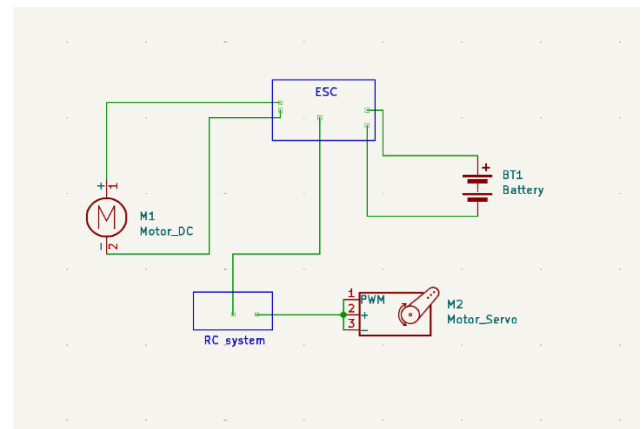 ESC
+
1
M
M1
Motor_DC
-
2
+
BT1
Battery
RC system
1
PWM
2
+
3
-
M2
Motor_Servo